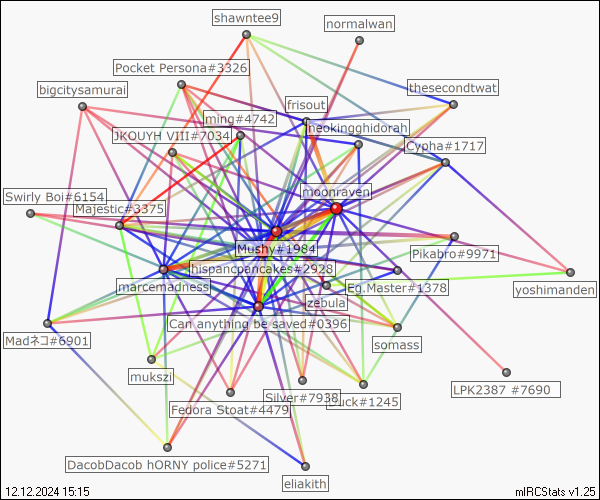 shawntee9
normalwan
Pocket Persona#3326
bigcitysamurai
thesecondtwat
frisout
ming#4742
neokingghidorah
JKOUYH VIII#7034
Cypha#1717
moonraven
Swirly Boi#6154
Majestic#3375
Mushy#1984
Pikabro#9971
hispancpancakes#2928
marcemadness
Eg.Master#1378
yoshimanden
zebula
Can anything be saved#0396
Madネコ#6901
somass
mukszi
LPK2387 #7690
Silver#7938
Duck#1245
Fedora Stoat#4479
DacobDacob hORNY police#5271
eliakith
12.12.2024 15:15
mIRCStats v1.25